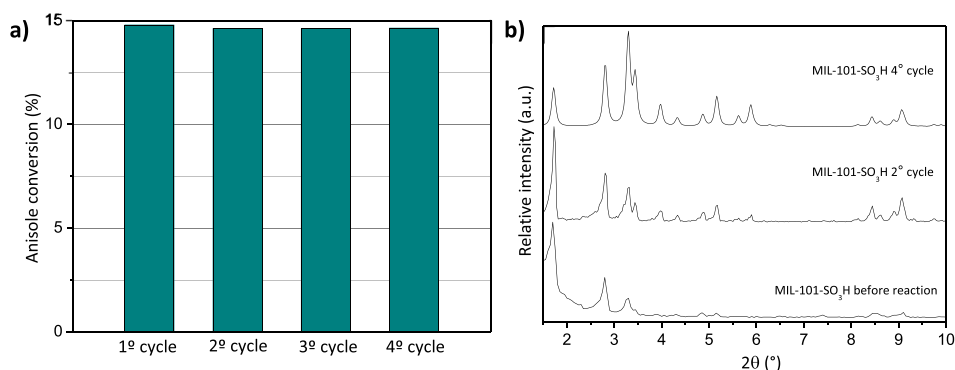 a)
15
10
5
0
Anisole conversion (%)
1º cycle
2º cycle
3º cycle
4º cycle
b)
MIL-101-SO3H 4° cycle
MIL-101-SO3H 2° cycle
MIL-101-SO3H before reaction
Relative intensity (a.u.)
2 3 4 5 6 7 8 9 10
2θ (°)